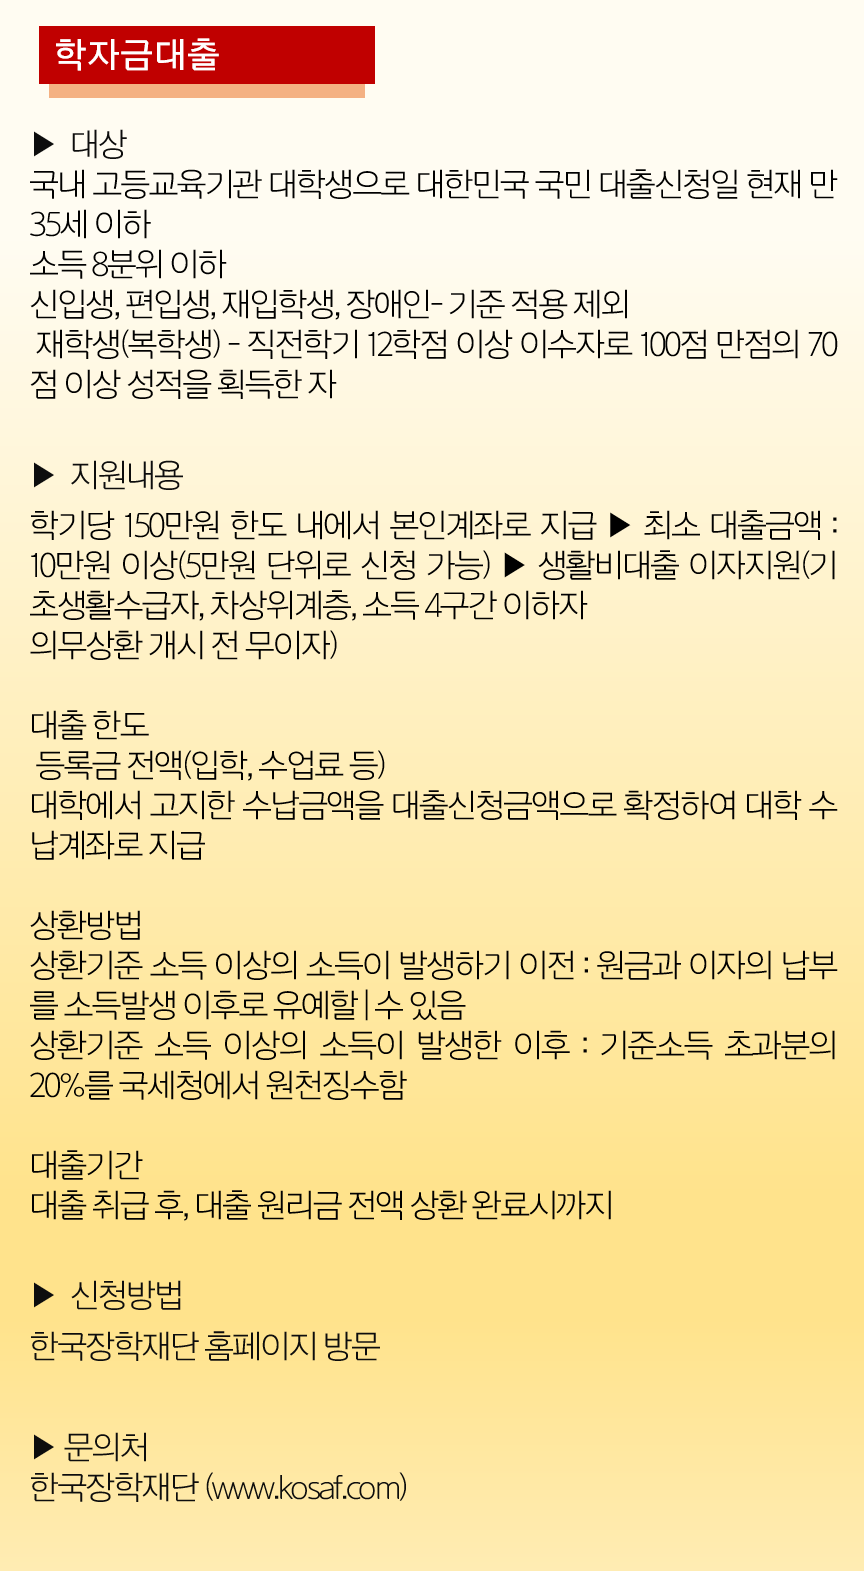 학자금대출
▶ 대상
국내 고등교육기관 대학생으로 대한민국 국민 대출신청일 현재 만
35세 이하
소득 8분위 이하
신입생, 편입생, 재입학생, 장애인- 기준 적용 제외
재학생(복학생) - 직전학기 12학점 이상 이수자로 100점 만점의 70
점 이상 성적을 획득한 자
▶ 지원내용
학기당 150만원 한도 내에서 본인계좌로 지급 ▶ 최소 대출금액 :
10만원 이상(5만원 단위로 신청 가능) ▶ 생활비대출 이자지원(기
초생활수급자, 차상위계층, 소득 4구간 이하자
의무상환 개시 전 무이자)
대출 한도
등록금 전액(입학, 수업료 등)
대학에서 고지한 수납금액을 대출신청금액으로 확정하여 대학 수
납계좌로 지급
상환방법
상환기준 소득 이상의 소득이 발생하기 이전 : 원금과 이자의 납부
를 소득발생 이후로 유예할 | 수 있음
상환기준 소득 이상의 소득이 발생한 이후 : 기준소득 초과분의
20%를 국세청에서 원천징수함
대출기간
대출 취급 후, 대출 원리금 전액 상환 완료시까지
▶ 신청방법
한국장학재단 홈페이지 방문
▶ 문의처
한국장학재단 (www.kosaf.com)